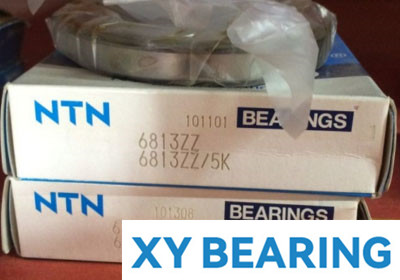 NTN 101101 BEARINGS
6813ZZ
6813ZZ/5K
NTN 101308 BEARINGS
XY BEARING